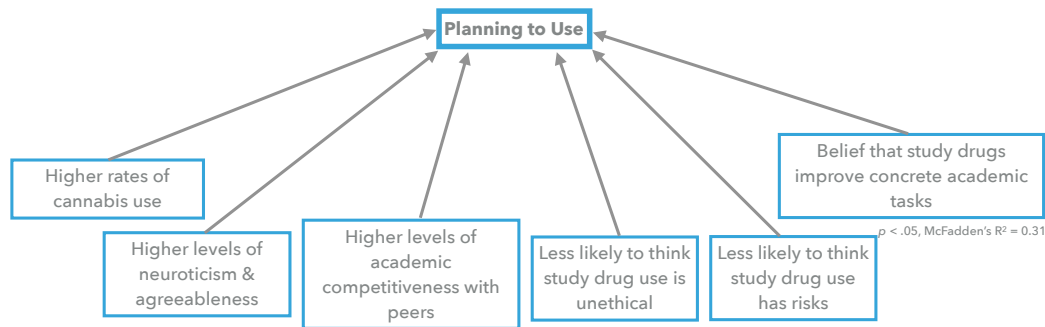 Planning to Use
Higher rates of
cannabis use
Higher levels of
neuroticism &
agreeableness
Higher levels of
academic
competitiveness with
peers
Less likely to think
study drug use is
unethical
Less likely to think
study drug use
has risks
Belief that study drugs
improve concrete academic
tasks
p < .05, McFadden's R² = 0.31